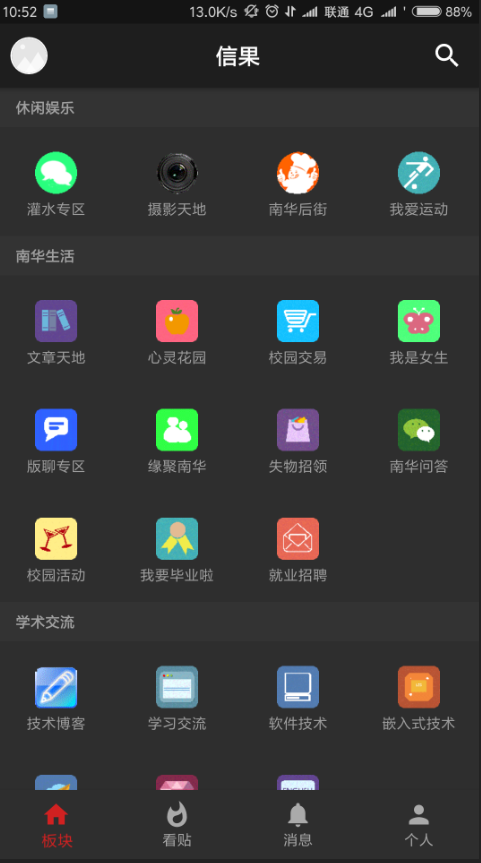 10:52 13.0K/s 联通 4G 88%
信果
休闲娱乐
灌水专区 摄影天地 南华后街 我爱运动
南华生活
文章天地 心灵花园 校园交易 我是女生
版聊专区 缘聚南华 失物招领 南华问答
校园活动 我要毕业啦 就业招聘
学术交流
技术博客 学习交流 软件技术 嵌入式技术
板块 看贴 消息 个人